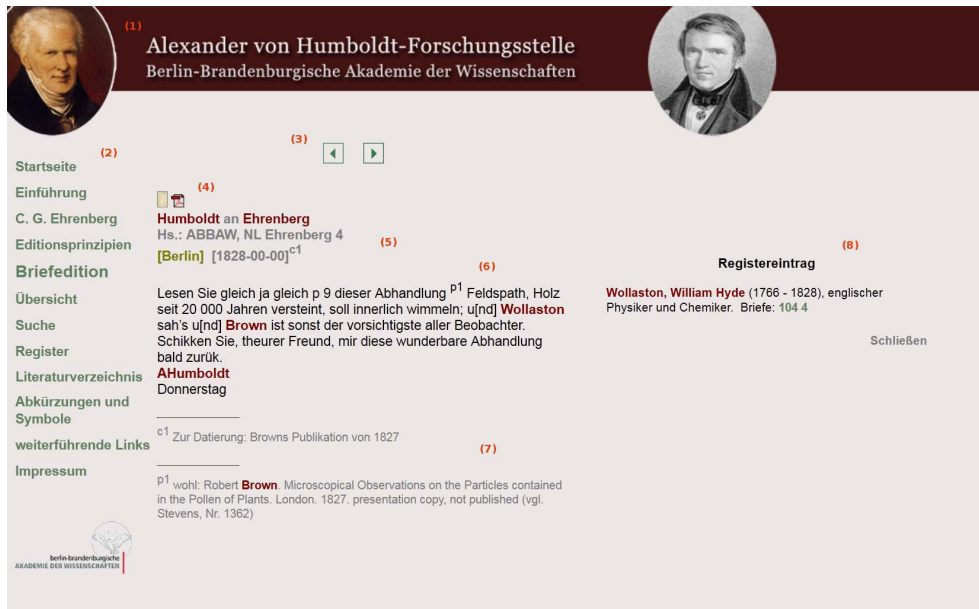 (1)
Alexander von Humboldt-Forschungsstelle
Berlin-Brandenburgische Akademie der Wissenschaften
(2)
Startseite
Einführung
C. G. Ehrenberg
Editionsprinzipien
Briefedition
Übersicht
Suche
Register
Literaturverzeichnis
Abkürzungen und
Symbole
weiterführende Links
Impressum
berlin-brandenburgische
AKADEMIE DER WISSENSCHAFTEN
(3)
(4)
Humboldt an Ehrenberg
Hs.: ABBAW, NL Ehrenberg 4
(5)
[Berlin] [1828-00-00]c1
(6)
Lesen Sie gleich ja gleich p 9 dieser Abhandlung p1 Feldspath, Holz
seit 20 000 Jahren versteint, soll innerlich wimmeln; u[nd] Wollaston
sah's u[nd] Brown ist sonst der vorsichtigste aller Beobachter.
Schikken Sie, theurer Freund, mir diese wunderbare Abhandlung
bald zurük.
AHumboldt
Donnerstag
c1 Zur Datierung: Browns Publikation von 1827
(7)
p1 wohl: Robert Brown. Microscopical Observations on the Particles contained
in the Pollen of Plants. London. 1827. presentation copy, not published (vgl.
Stevens, Nr. 1362)
(8)
Registereintrag
Wollaston, William Hyde (1766 - 1828), englischer
Physiker und Chemiker. Briefe: 104 4
Schließen